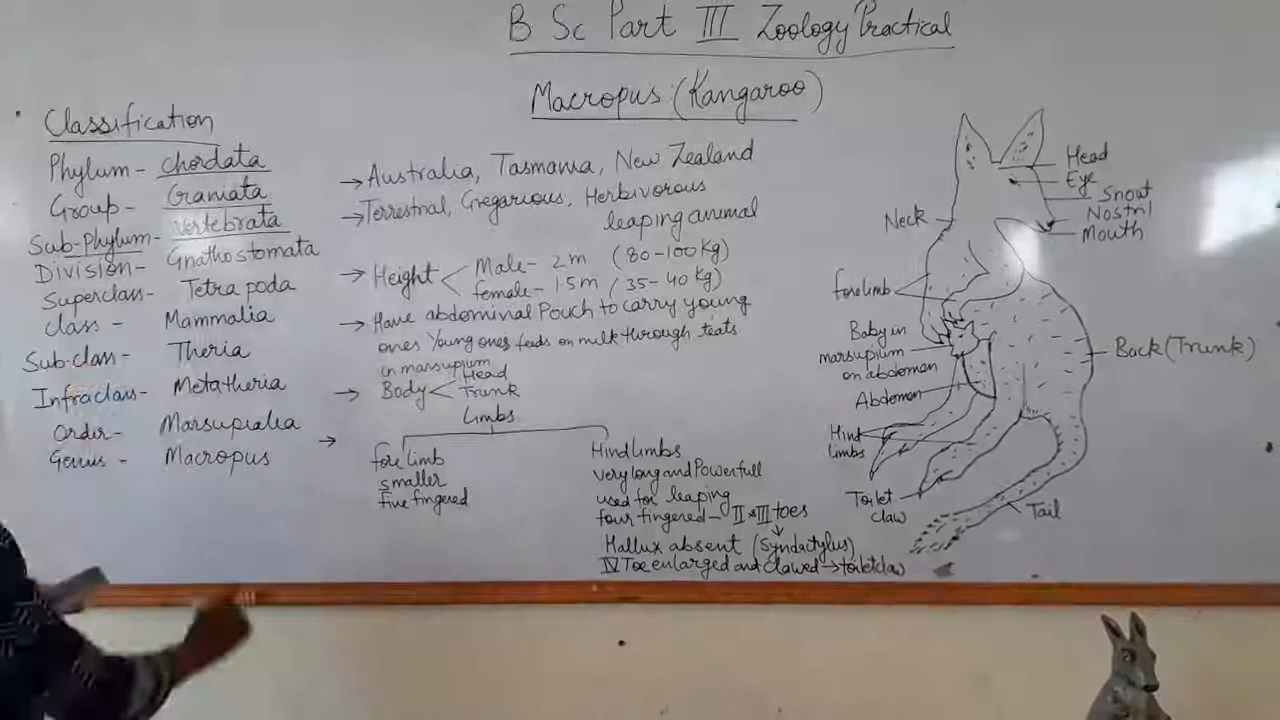 B Sc Part III Zoology Practical
Macropus (Kangaroo)
Classification
Phylum - Chordata
Group - Craniata
Sub-Phylum - Vertebrata
Division - Gnathostomata
Superclass - Tetrapoda
Class - Mammalia
Sub-class - Theria
Infraclass - Metatheria
Order - Marsupialia
Genus - Macropus
→ Australia, Tasmania, New Zealand
→ Terrestrial, Gregarious, Herbivorous
leaping animal
→ Height < Male - 2 m (80-100 Kg)
female - 1.5m (35-40 Kg)
→ Have abdominal Pouch to carry young
ones Young ones feeds on milk through teats
in marsupium
→ Body < Head
Trunk
Limbs
→
fore limb
smaller
five fingered
Hind limbs
very long and Powerfull
used for leaping
four fingered - II & III toes
Hallux absent (Syndactylus)
IV Toe enlarged and clawed → toilet claw
Head
Eye
Snout
Nostril
Mouth
Neck
forelimb
Baby in
marsupium
on abdomen
Abdomen
Hind
limbs
Toilet
claw
Back (Trunk)
Tail